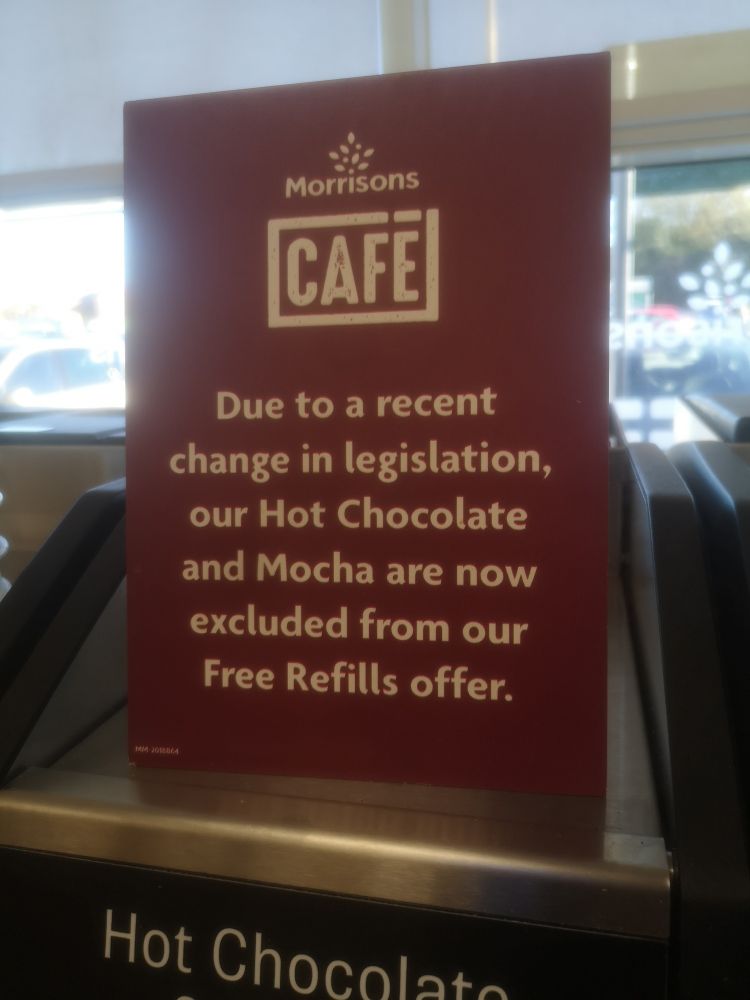 Morrisons
CAFÉ
Due to a recent
change in legislation,
our Hot Chocolate
and Mocha are now
excluded from our
Free Refills offer.
Hot Chocolate